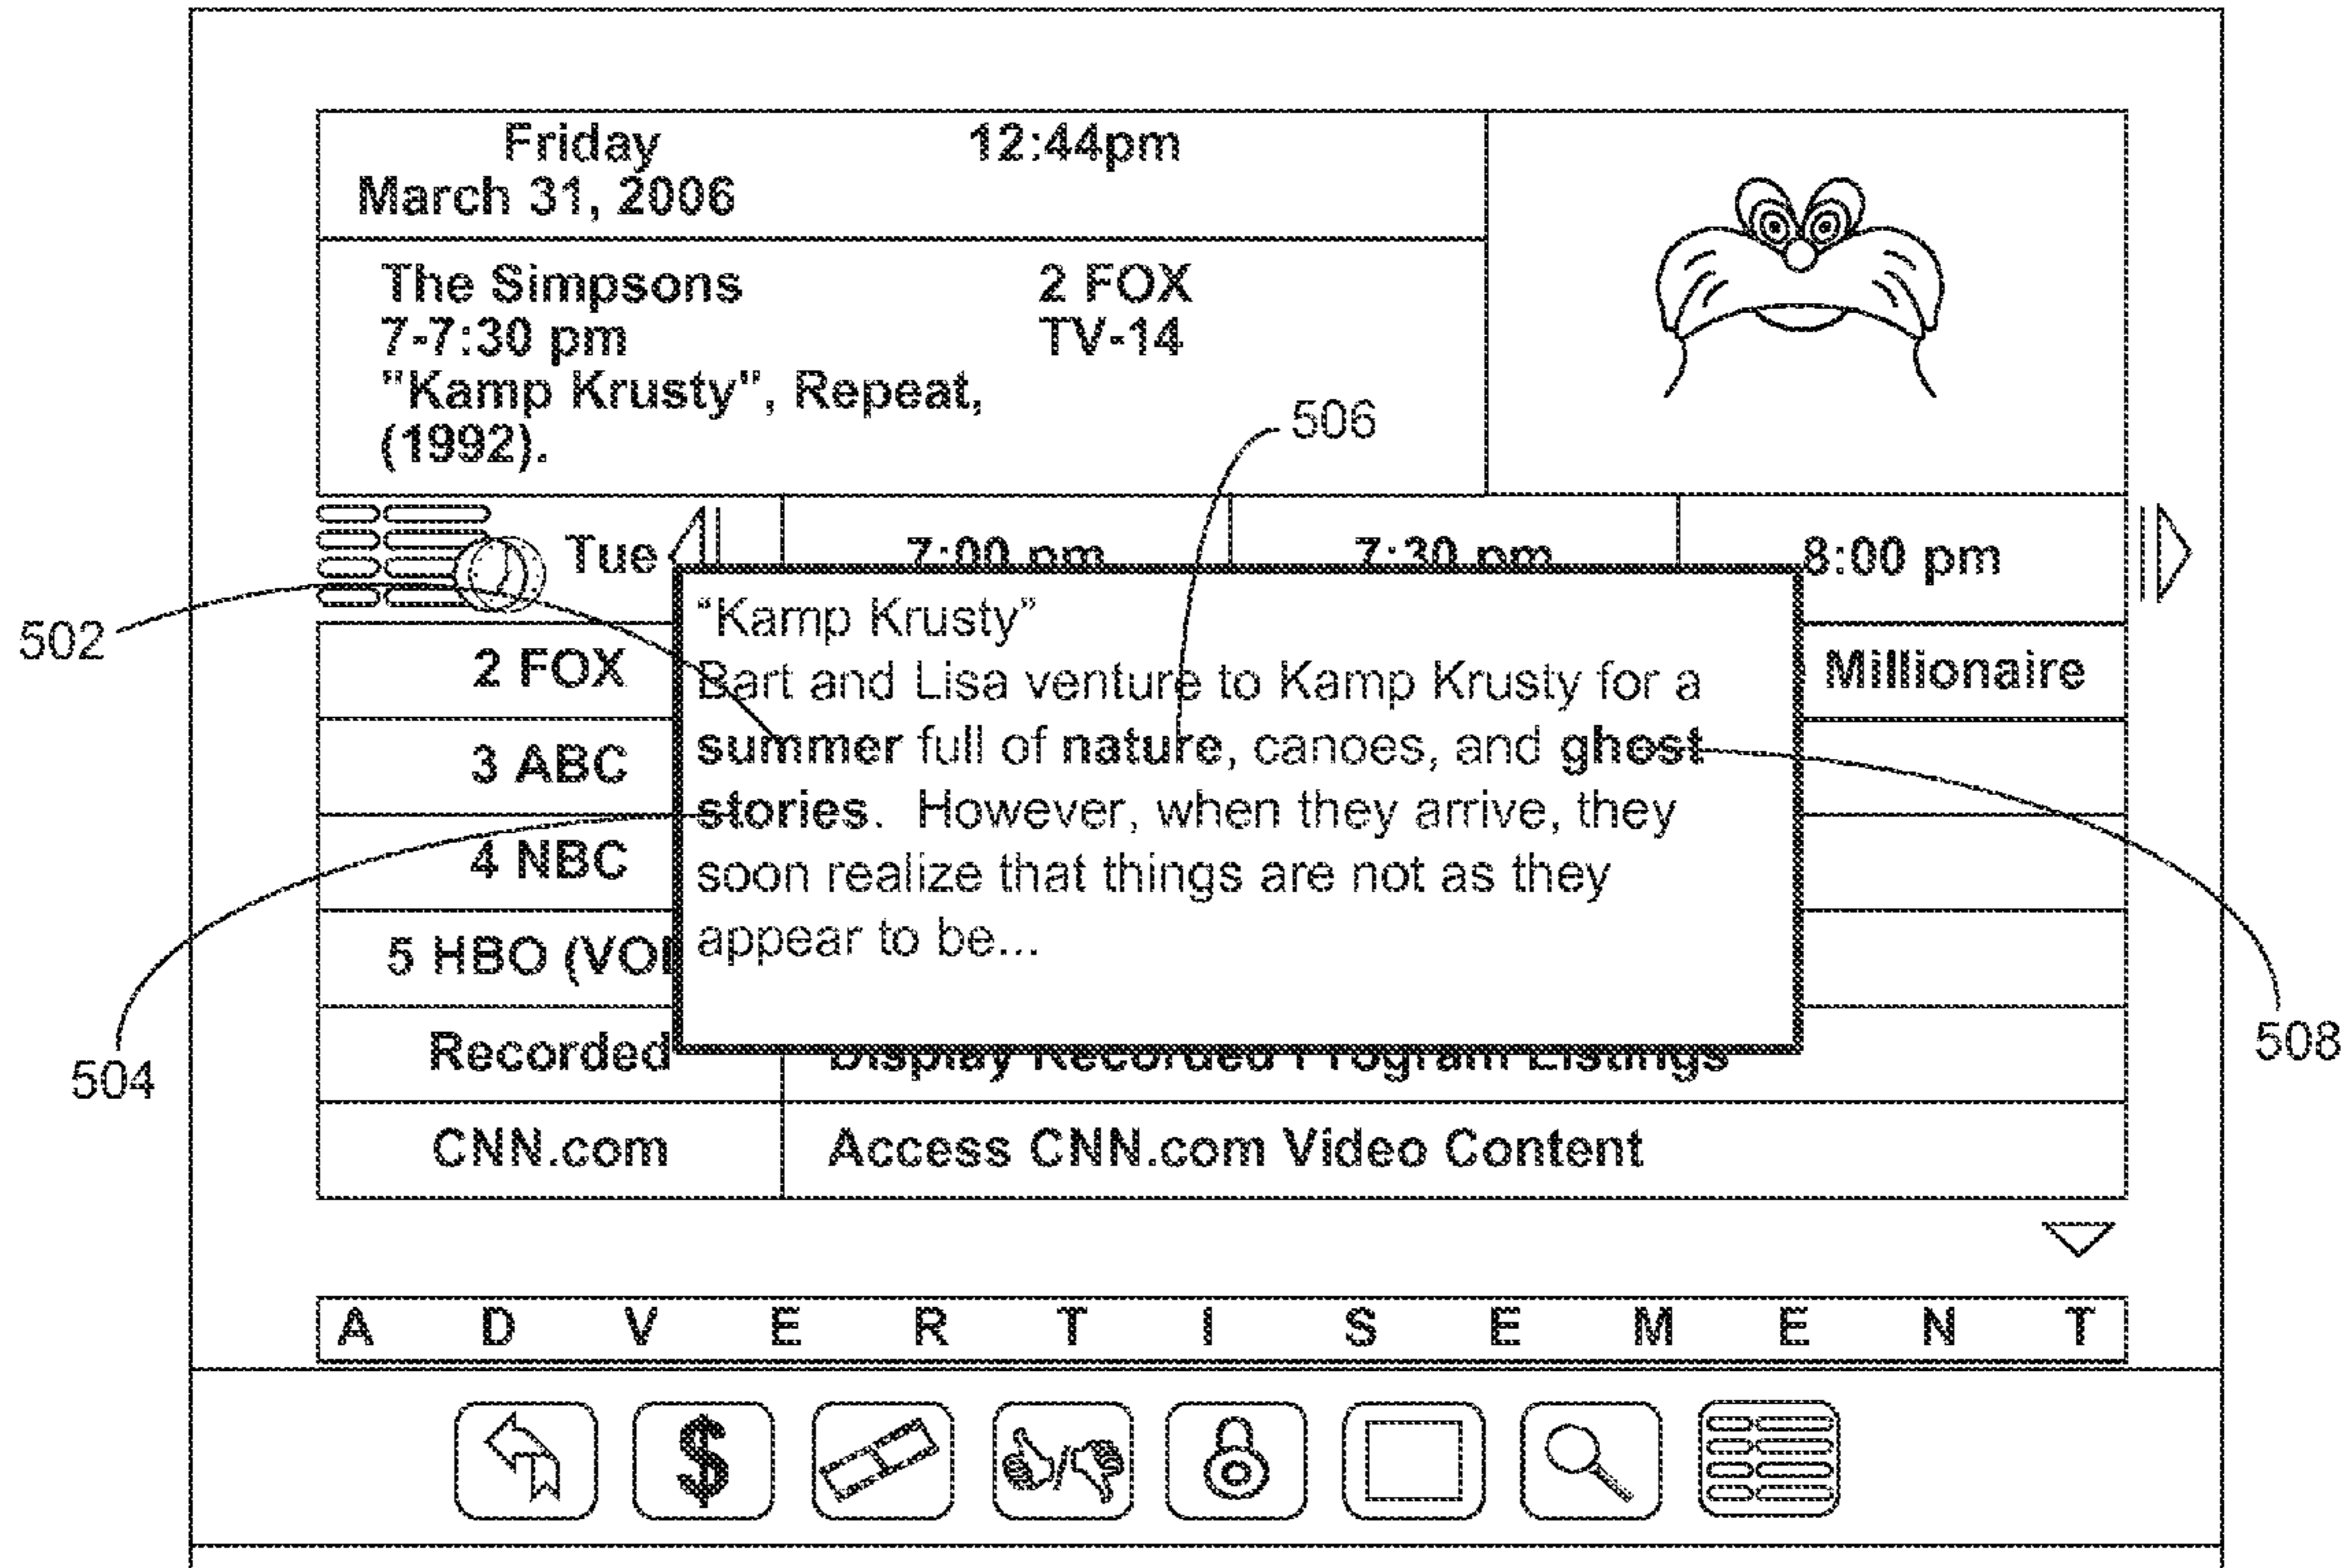 Friday 12:44pm
March 31, 2006
The Simpsons 2 FOX
7-7:30 pm TV-14
"Kamp Krusty", Repeat,
(1992).
506
Tue 7:00 pm 7:30 pm 8:00 pm
502
“Kamp Krusty”
2 FOX Bart and Lisa venture to Kamp Krusty for a Millionaire
3 ABC summer full of nature, canoes, and ghost
stories. However, when they arrive, they
4 NBC soon realize that things are not as they
5 HBO (VO appear to be...
508
504
Recorded Display Recorded Program Listings
CNN.com Access CNN.com Video Content
A D V E R T I S E M E N T
$